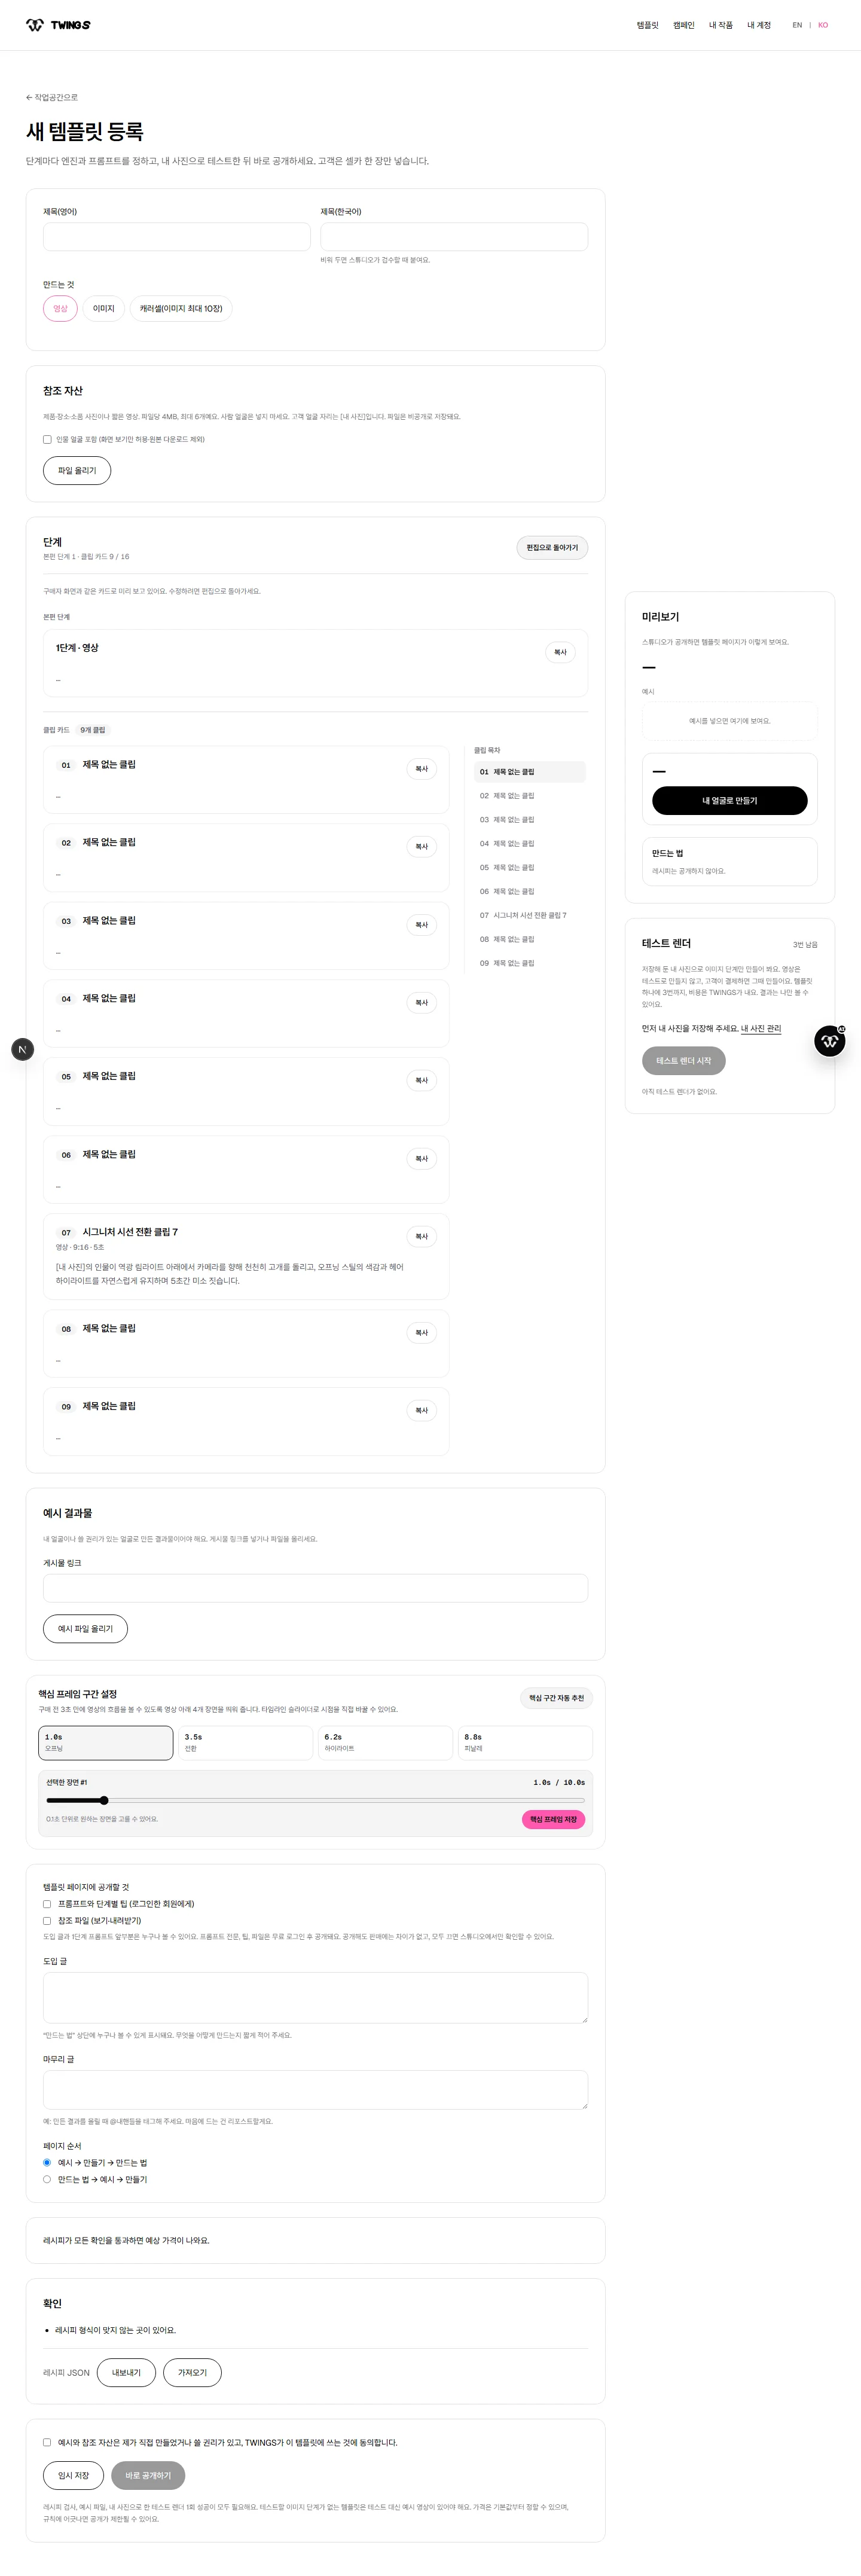 TWINGS
템플릿
캠페인
내 작품
내 계정
EN | KO
← 작업공간으로
새 템플릿 등록
단계마다 엔진과 프롬프트를 정하고, 내 사진으로 테스트한 뒤 바로 공개하세요. 고객은 셀카 한 장만 넣습니다.
제목(영어)
제목(한국어)
비워 두면 스튜디오가 검수할 때 붙여요.
만드는 것
영상
이미지
캐러셀(이미지 최대 10장)
참조 자산
제품·장소·소품 사진이나 짧은 영상. 파일당 4MB, 최대 6개예요. 사람 얼굴은 넣지 마세요. 고객 얼굴 자리는 [내 사진]입니다. 파일은 비공개로 저장돼요.
인물 얼굴 포함 (화면 보기만 허용·원본 다운로드 제외)
파일 올리기
단계
본편 단계 1 · 클립 카드 9 / 16
편집으로 돌아가기
구매자 화면과 같은 카드로 미리 보고 있어요. 수정하려면 편집으로 돌아가세요.
본편 단계
1단계 · 영상
복사
–
클립 카드
9개 클립
01 제목 없는 클립
복사
–
02 제목 없는 클립
복사
–
03 제목 없는 클립
복사
–
04 제목 없는 클립
복사
–
05 제목 없는 클립
복사
–
06 제목 없는 클립
복사
–
07 시그니처 시선 전환 클립 7
영상 · 9:16 · 5초
복사
[내 사진]의 인물이 역광 림라이트 아래에서 카메라를 향해 천천히 고개를 돌리고, 오프닝 스틸의 색감과 헤어
하이라이트를 자연스럽게 유지하며 5초간 미소 짓습니다.
08 제목 없는 클립
복사
–
09 제목 없는 클립
복사
–
클립 목차
01 제목 없는 클립
02 제목 없는 클립
03 제목 없는 클립
04 제목 없는 클립
05 제목 없는 클립
06 제목 없는 클립
07 시그니처 시선 전환 클립 7
08 제목 없는 클립
09 제목 없는 클립
미리보기
스튜디오가 공개하면 템플릿 페이지가 이렇게 보여요.
—
예시
예시를 넣으면 여기에 보여요.
—
내 얼굴로 만들기
만드는 법
레시피는 공개하지 않아요.
테스트 렌더
3번 남음
저장해 둔 내 사진으로 이미지 단계만 만들어 봐요. 영상은
테스트로 만들지 않고, 고객이 결제하면 그때 만들어요. 템플릿
하나에 3번까지, 비용은 TWINGS가 내요. 결과는 나만 볼 수
있어요.
먼저 내 사진을 저장해 주세요. 내 사진 관리
테스트 렌더 시작
아직 테스트 렌더가 없어요.
N
예시 결과물
내 얼굴이나 쓸 권리가 있는 얼굴로 만든 결과물이어야 해요. 게시물 링크를 넣거나 파일을 올리세요.
게시물 링크
예시 파일 올리기
핵심 프레임 구간 설정
구매 전 3초 만에 영상의 흐름을 볼 수 있도록 영상 아래 4개 장면을 띄워 줍니다. 타임라인 슬라이더로 시점을 직접 바꿀 수 있어요.
핵심 구간 자동 추천
1.0s
오프닝
3.5s
전환
6.2s
하이라이트
8.8s
피날레
선택한 장면 #1
1.0s / 10.0s
0.1초 단위로 원하는 장면을 고를 수 있어요.
핵심 프레임 저장
템플릿 페이지에 공개할 것
프롬프트와 단계별 팁 (로그인한 회원에게)
참조 파일 (보기·내려받기)
도입 글과 1단계 프롬프트 앞부분은 누구나 볼 수 있어요. 프롬프트 전문, 팁, 파일은 무료 로그인 후 공개돼요. 공개해도 판매에는 차이가 없고, 모두 끄면 스튜디오에서만 확인할 수 있어요.
도입 글
"만드는 법" 상단에 누구나 볼 수 있게 표시돼요. 무엇을 어떻게 만드는지 짧게 적어 주세요.
마무리 글
예: 만든 결과를 올릴 때 @내핸들을 태그해 주세요. 마음에 드는 건 리포스트할게요.
페이지 순서
예시 → 만들기 → 만드는 법
만드는 법 → 예시 → 만들기
레시피가 모든 확인을 통과하면 예상 가격이 나와요.
확인
레시피 형식이 맞지 않는 곳이 있어요.
레시피 JSON
내보내기
가져오기
예시와 참조 자산은 제가 직접 만들었거나 쓸 권리가 있고, TWINGS가 이 템플릿에 쓰는 것에 동의합니다.
임시 저장
바로 공개하기
레시피 검사, 예시 파일, 내 사진으로 한 테스트 렌더 1회 성공이 모두 필요해요. 테스트할 이미지 단계가 없는 템플릿은 테스트 대신 예시 영상이 있어야 해요. 가격은 기본값부터 정할 수 있으며,
규칙에 어긋나면 공개가 제한될 수 있어요.